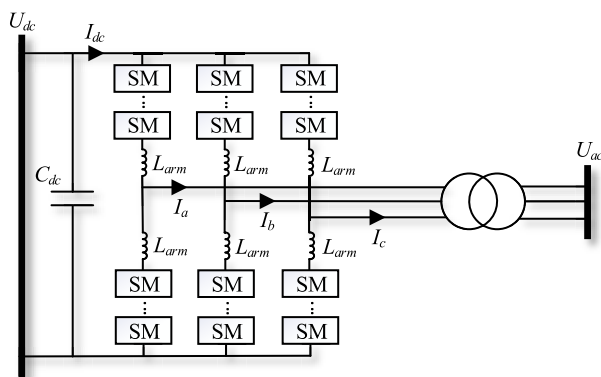 U_dc
I_dc
SM SM SM
SM SM SM
L_arm L_arm L_arm
U_ac
C_dc
I_a I_b I_c
L_arm L_arm L_arm
SM SM SM
SM SM SM